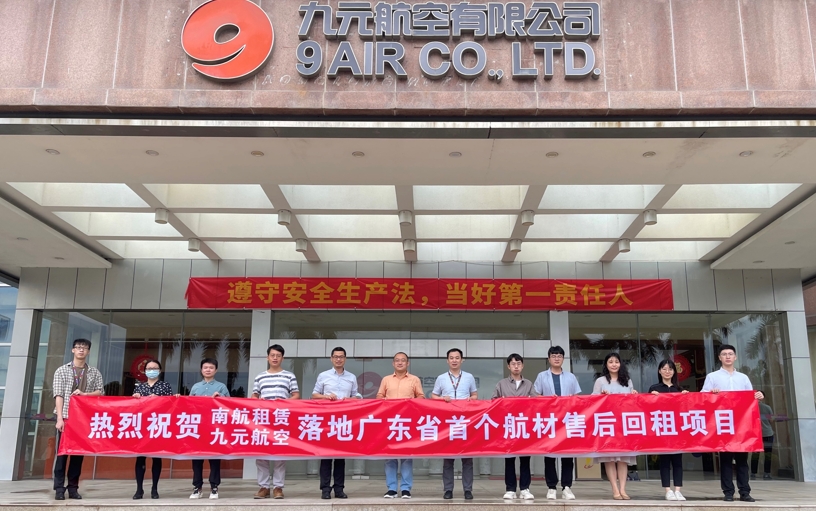 九元航空有限公司
9 AIR CO., LTD.
遵守安全生产法，当好第一责任人
热烈祝贺 南航租赁 九元航空 落地广东省首个航材售后回租项目